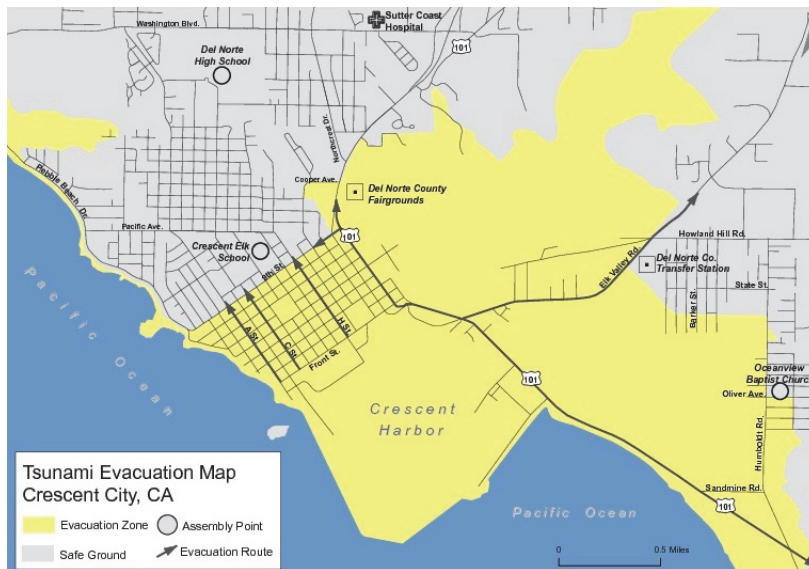 Washington Blvd.
Sutter Coast
Hospital
101
Del Norte
High School
Northcrest Dr.
Cooper Ave.
Del Norte County
Fairgrounds
Pebble Beach Dr.
Pacific Ave.
Crescent Elk
School
9th St.
101
Howland Hill Rd.
Elk Valley Rd.
Del Norte Co.
Transfer Station
State St.
Barker St.
A St.
C St.
H St.
Front St.
Pacific Ocean
101
Oceanview
Baptist Church
Oliver Ave.
Crescent
Harbor
Humboldt Rd.
Sandmine Rd.
101
Pacific Ocean
Tsunami Evacuation Map
Crescent City, CA
Evacuation Zone
Assembly Point
Safe Ground
Evacuation Route
0 0.5 Miles